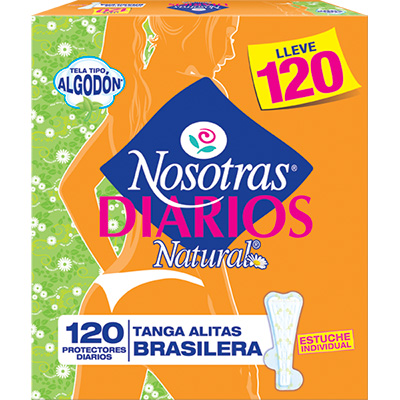 TELA TIPO
ALGODÓN®
LLEVE
120
Nosotras®
DIARIOS
Natural®
120
PROTECTORES
DIARIOS
TANGA ALITAS
BRASILERA
ESTUCHE
INDIVIDUAL